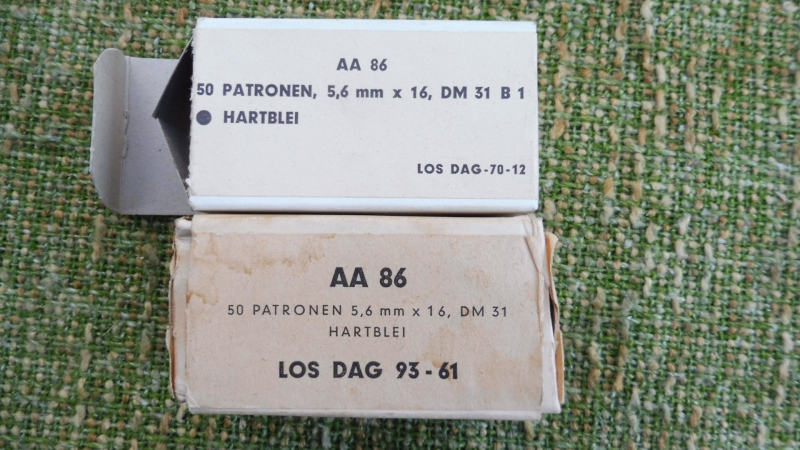 AA 86
50 PATRONEN, 5,6 mm x 16, DM 31 B 1
● HARTBLEI
LOS DAG-70-12
AA 86
50 PATRONEN 5,6 mm x 16, DM 31
HARTBLEI
LOS DAG 93-61